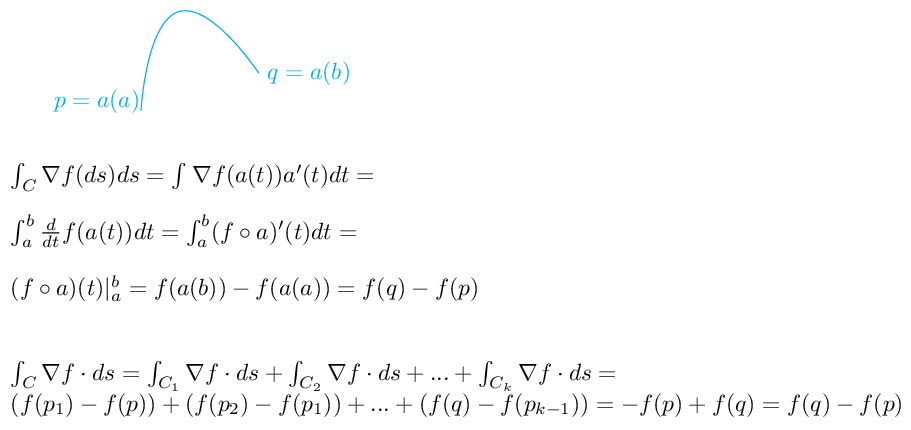 q = a(b)
p = a(a)
∫_C ∇f(ds)ds = ∫ ∇f(a(t))a′(t)dt =
∫_a^b d/dt f(a(t))dt = ∫_a^b (f ∘ a)′(t)dt =
(f ∘ a)(t)|_a^b = f(a(b)) − f(a(a)) = f(q) − f(p)
∫_C ∇f · ds = ∫_{C_1} ∇f · ds + ∫_{C_2} ∇f · ds + ... + ∫_{C_k} ∇f · ds =
(f(p_1) − f(p)) + (f(p_2) − f(p_1)) + ... + (f(q) − f(p_{k−1})) = −f(p) + f(q) = f(q) − f(p)